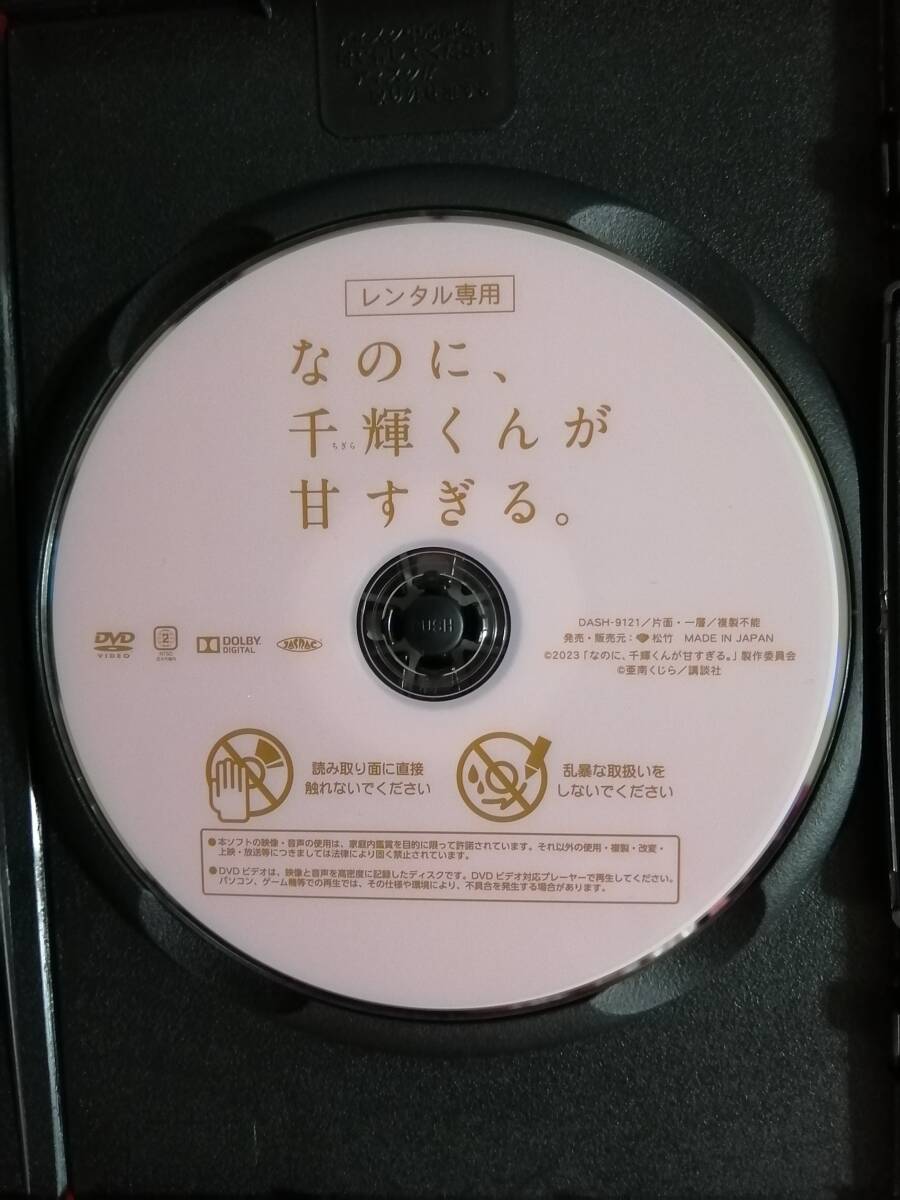 レンタル専用
なのに、
千輝くんが
ちぎら
甘すぎる。
PUSH
DVD
VIDEO
2
NTSC
DOLBY
DIGITAL
JASRAC
DASH-9121/片面・一層/複製不能
発売・販売元:松竹 MADE IN JAPAN
©2023「なのに、千輝くんが甘すぎる。」製作委員会
©亜南くじら/講談社
読み取り面に直接
触れないでください
乱暴な取扱いを
しないでください
●本ソフトの映像・音声の使用は、家庭内鑑賞を目的に限って許諾されています。それ以外の使用・複製・改変・
上映・放送等につきましては法律により固く禁止されています。
●DVDビデオは、映像と音声を高密度に記録したディスクです。DVDビデオ対応プレーヤーで再生してください。
パソコン、ゲーム機等での再生では、その仕様や環境により、不具合を発生する場合があります。